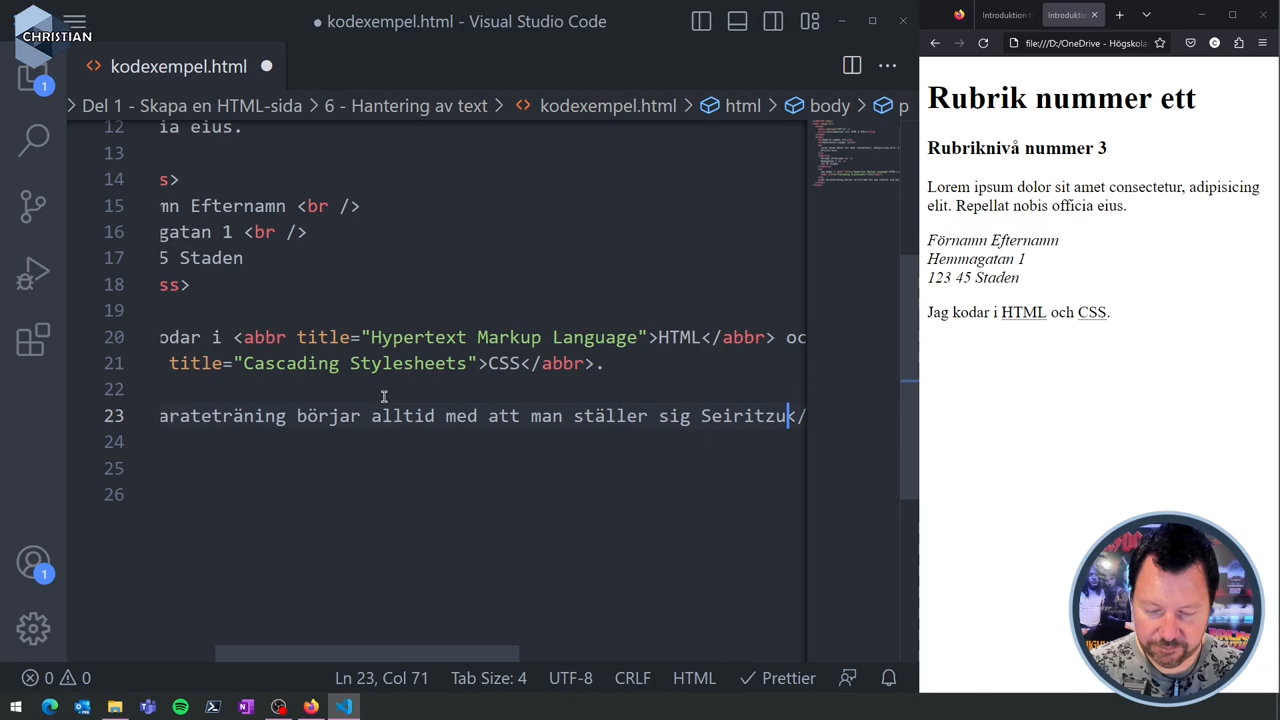 CHRISTIAN
● kodexempel.html - Visual Studio Code
kodexempel.html
Del 1 - Skapa en HTML-sida > 6 - Hantering av text > kodexempel.html > html > body > p
12 ia eius.
13
14 s>
15 mn Efternamn <br />
16 gatan 1 <br />
17 5 Staden
18 ss>
19
20 odar i <abbr title="Hypertext Markup Language">HTML</abbr> oc
21 title="Cascading Stylesheets">CSS</abbr>.
22
23 arateträning börjar alltid med att man ställer sig Seiritzu</
24
25
26
1
1
0 0
Ln 23, Col 71
Tab Size: 4
UTF-8
CRLF
HTML
Prettier
Introduktion t
Introduktio
file:///D:/OneDrive - Högskola
Rubrik nummer ett
Rubriknivå nummer 3
Lorem ipsum dolor sit amet consectetur, adipisicing
elit. Repellat nobis officia eius.
Förnamn Efternamn
Hemmagatan 1
123 45 Staden
Jag kodar i HTML och CSS.